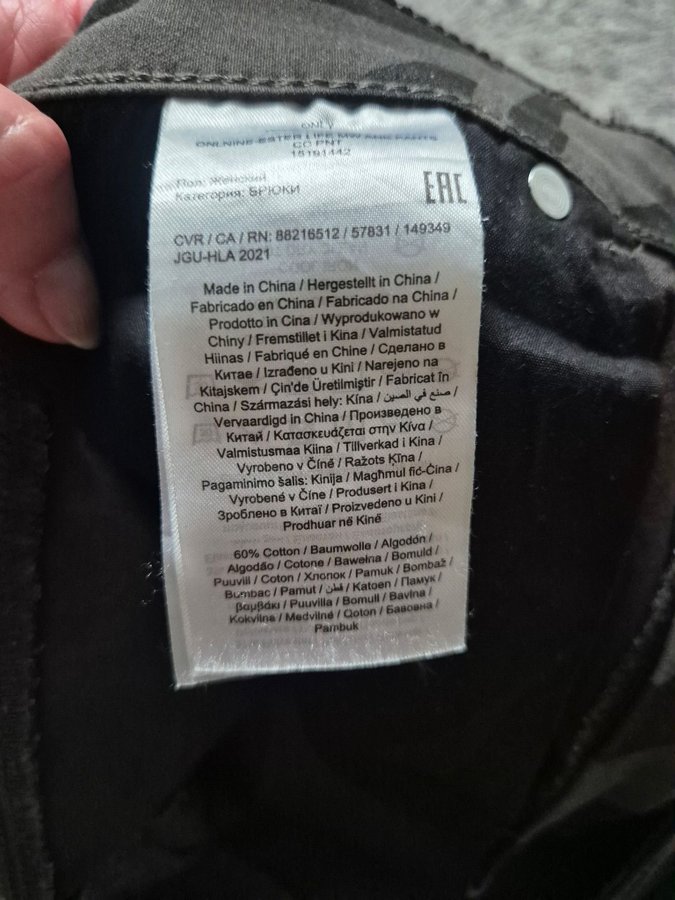 ONLY
ONLNINE-ESTER LIFE MW ANK PANTS
CC PNT
15191442
Пол: Женский
Категория: БРЮКИ
EAC
CVR / CA / RN: 88216512 / 57831 / 149349
JGU-HLA 2021
Made in China / Hergestellt in China /
Fabricado en China / Fabricado na China /
Prodotto in Cina / Wyprodukowano w
Chiny / Fremstillet i Kina / Valmistatud
Hiinas / Fabriqué en Chine / Сделано в
Китае / Izrađeno u Kini / Narejeno na
Kitajskem / Çin'de Üretilmiştir / Fabricat în
China / Származási hely: Kína / صنع في الصين /
Vervaardigd in China / Произведено в
Китай / Κατασκευάζεται στην Κίνα /
Valmistusmaa Kiina / Tillverkad i Kina /
Vyrobeno v Číně / Ražots Ķīna /
Pagaminimo šalis: Kinija / Magħmul fiċ-Ċina /
Vyrobené v Číne / Produsert i Kina /
Зроблено в Китаї / Proizvedeno u Kini /
Prodhuar në Kinë
60% Cotton / Baumwolle / Algodón /
Algodão / Cotone / Bawełna / Bomuld /
Puuvill / Coton / Хлопок / Pamuk / Bombaž /
Bumbac / Pamut / قطن / Katoen / Памук /
βαμβάκι / Puuvilla / Bomull / Bavlna /
Kokvilna / Medvilnė / Qoton / Бавовна /
Pambuk